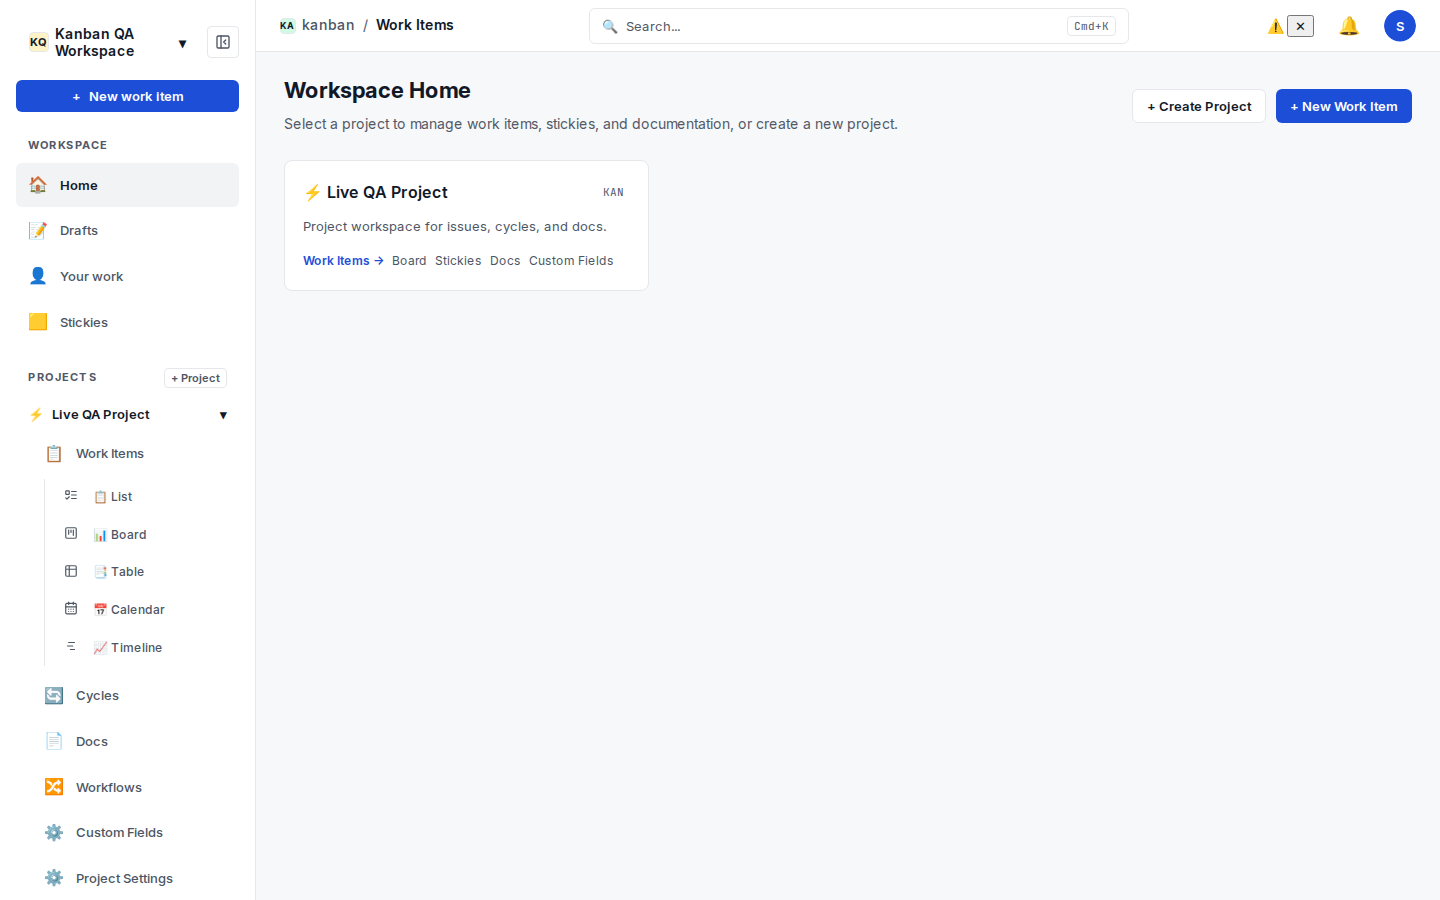 KQ Kanban QA Workspace ▾
+ New work item
WORKSPACE
Home
Drafts
Your work
Stickies
PROJECTS
+ Project
Live QA Project ▾
Work Items
List
Board
Table
Calendar
Timeline
Cycles
Docs
Workflows
Custom Fields
Project Settings
KA kanban / Work Items
Search...
Cmd+K
✕
S
Workspace Home
Select a project to manage work items, stickies, and documentation, or create a new project.
+ Create Project
+ New Work Item
Live QA Project
KAN
Project workspace for issues, cycles, and docs.
Work Items → Board Stickies Docs Custom Fields